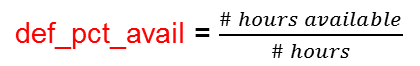 def_pct_avail = # hours available
# hours